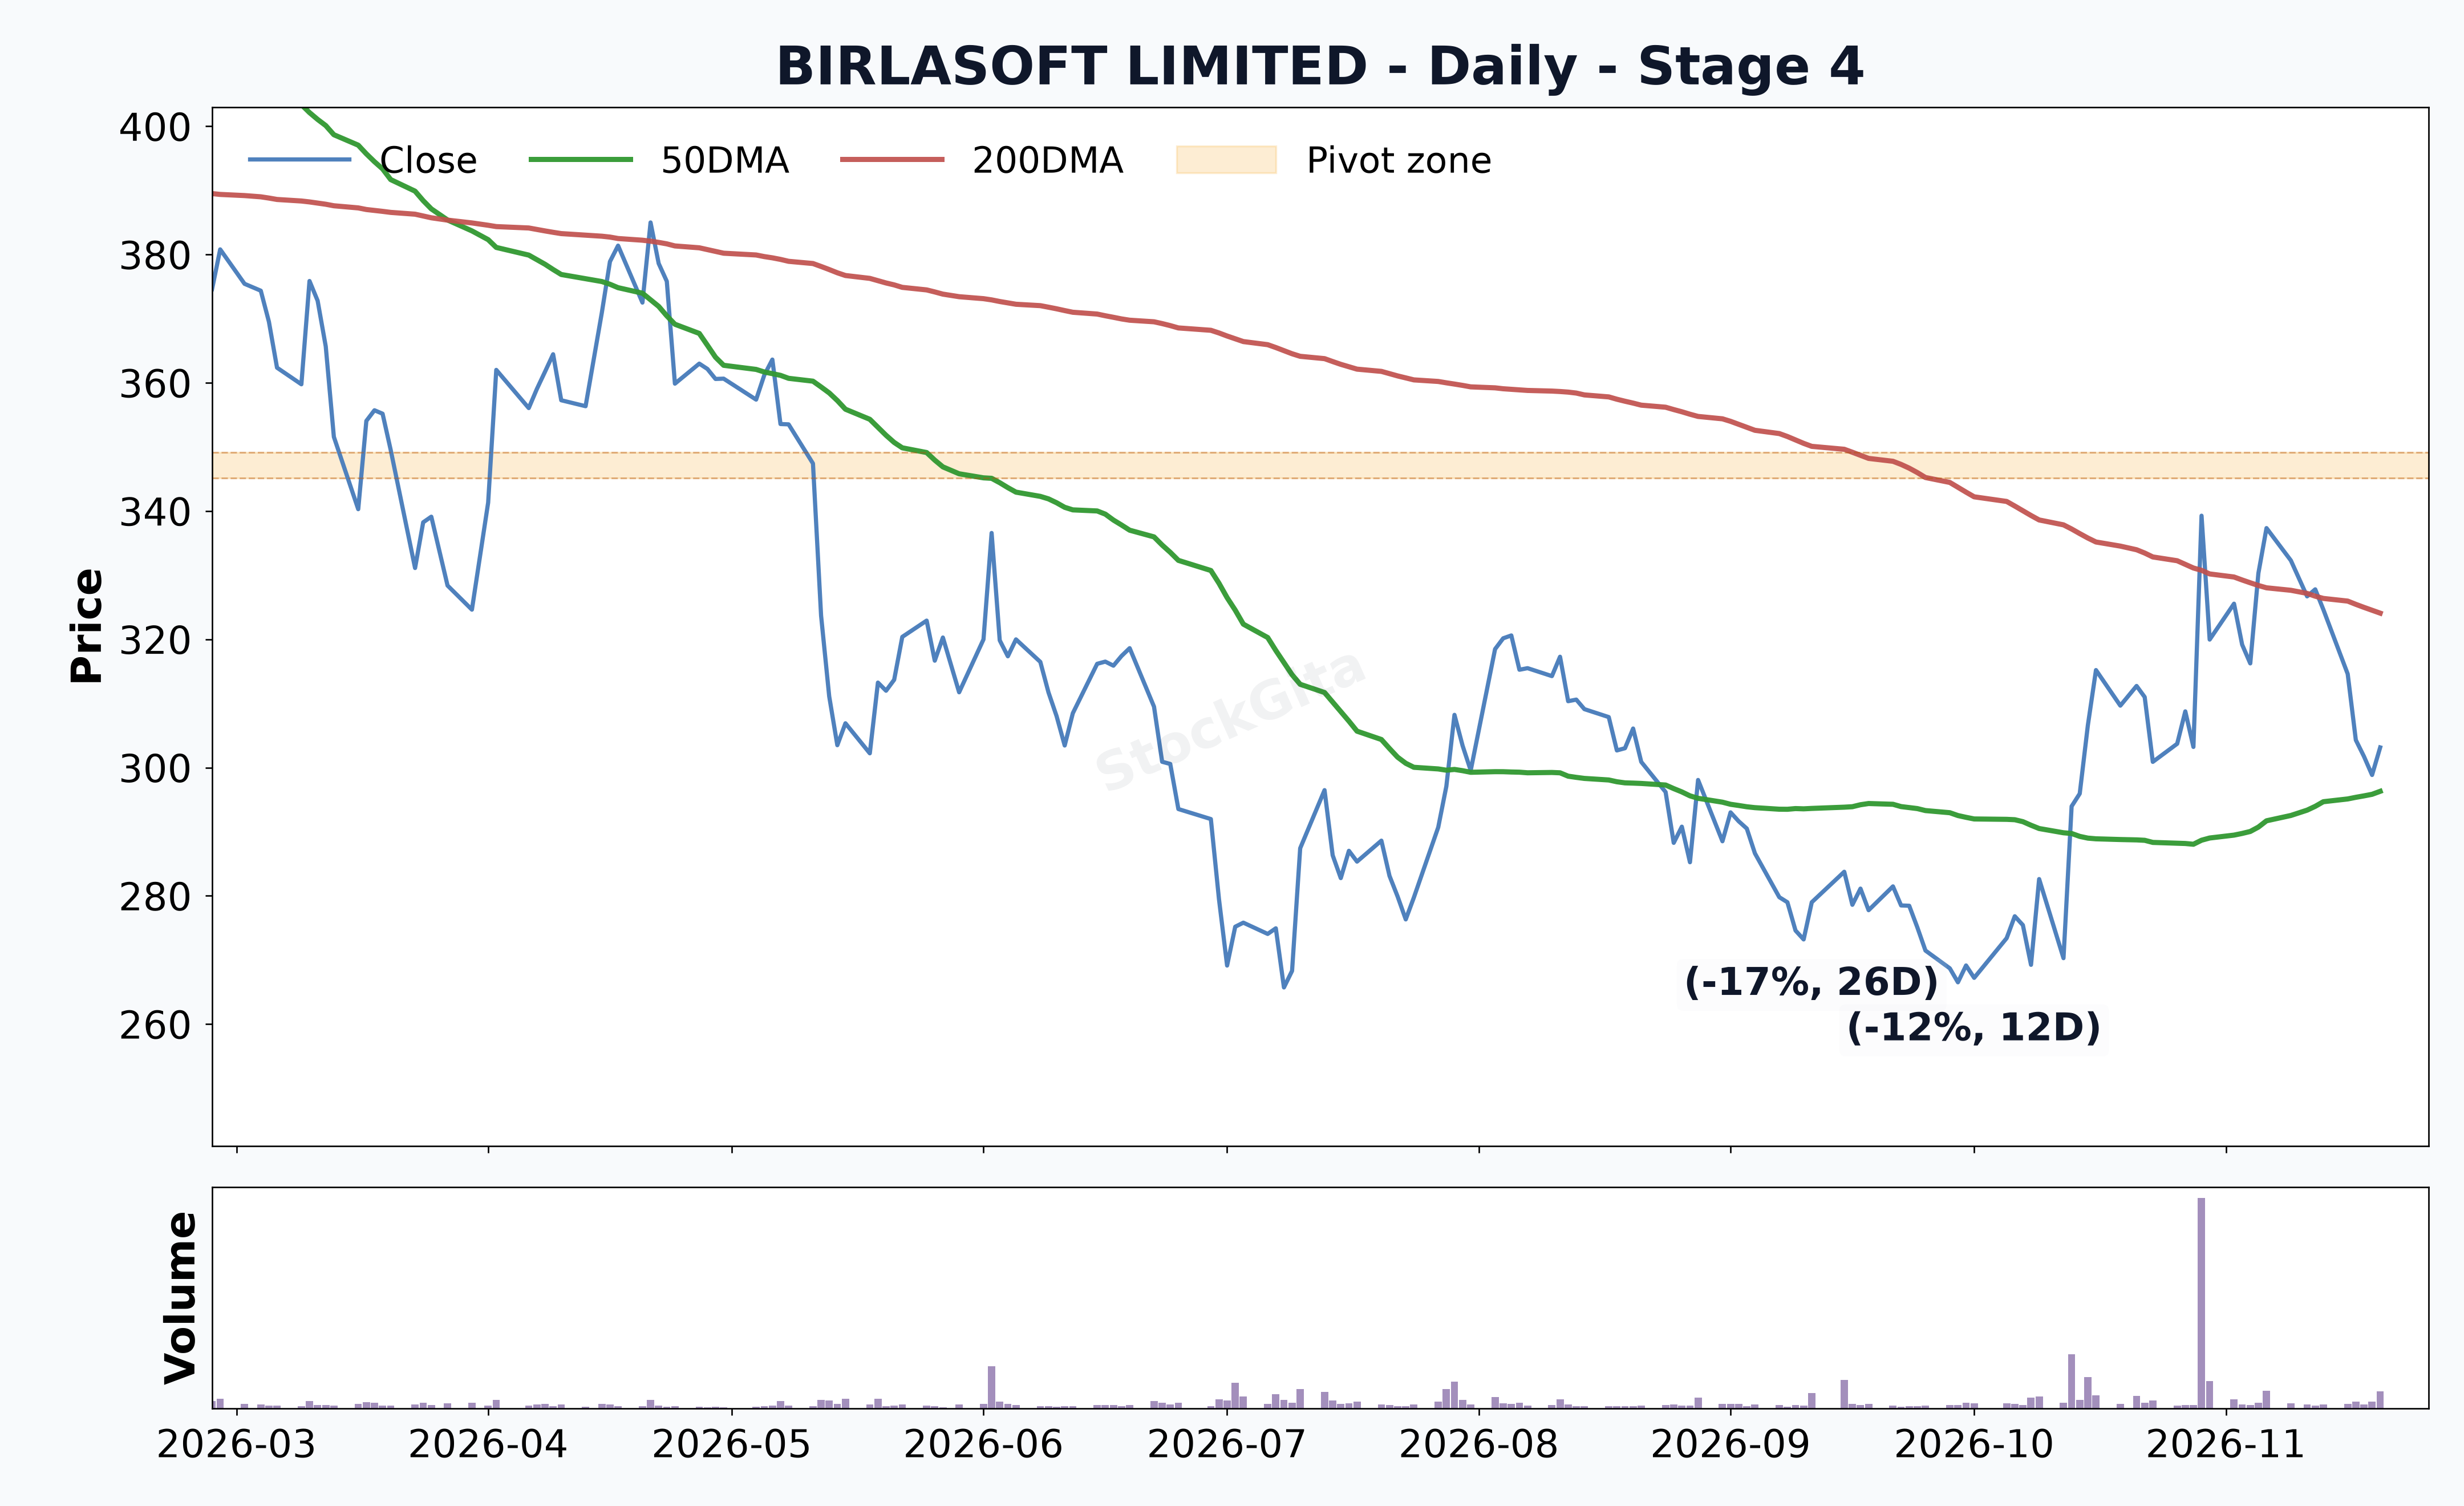 BIRLASOFT LIMITED - Daily - Stage 4
Close 50DMA 200DMA Pivot zone
400
380
360
340
320
300
280
260
Price
StockGita
(-17%, 26D)
(-12%, 12D)
Volume
2026-03 2026-04 2026-05 2026-06 2026-07 2026-08 2026-09 2026-10 2026-11